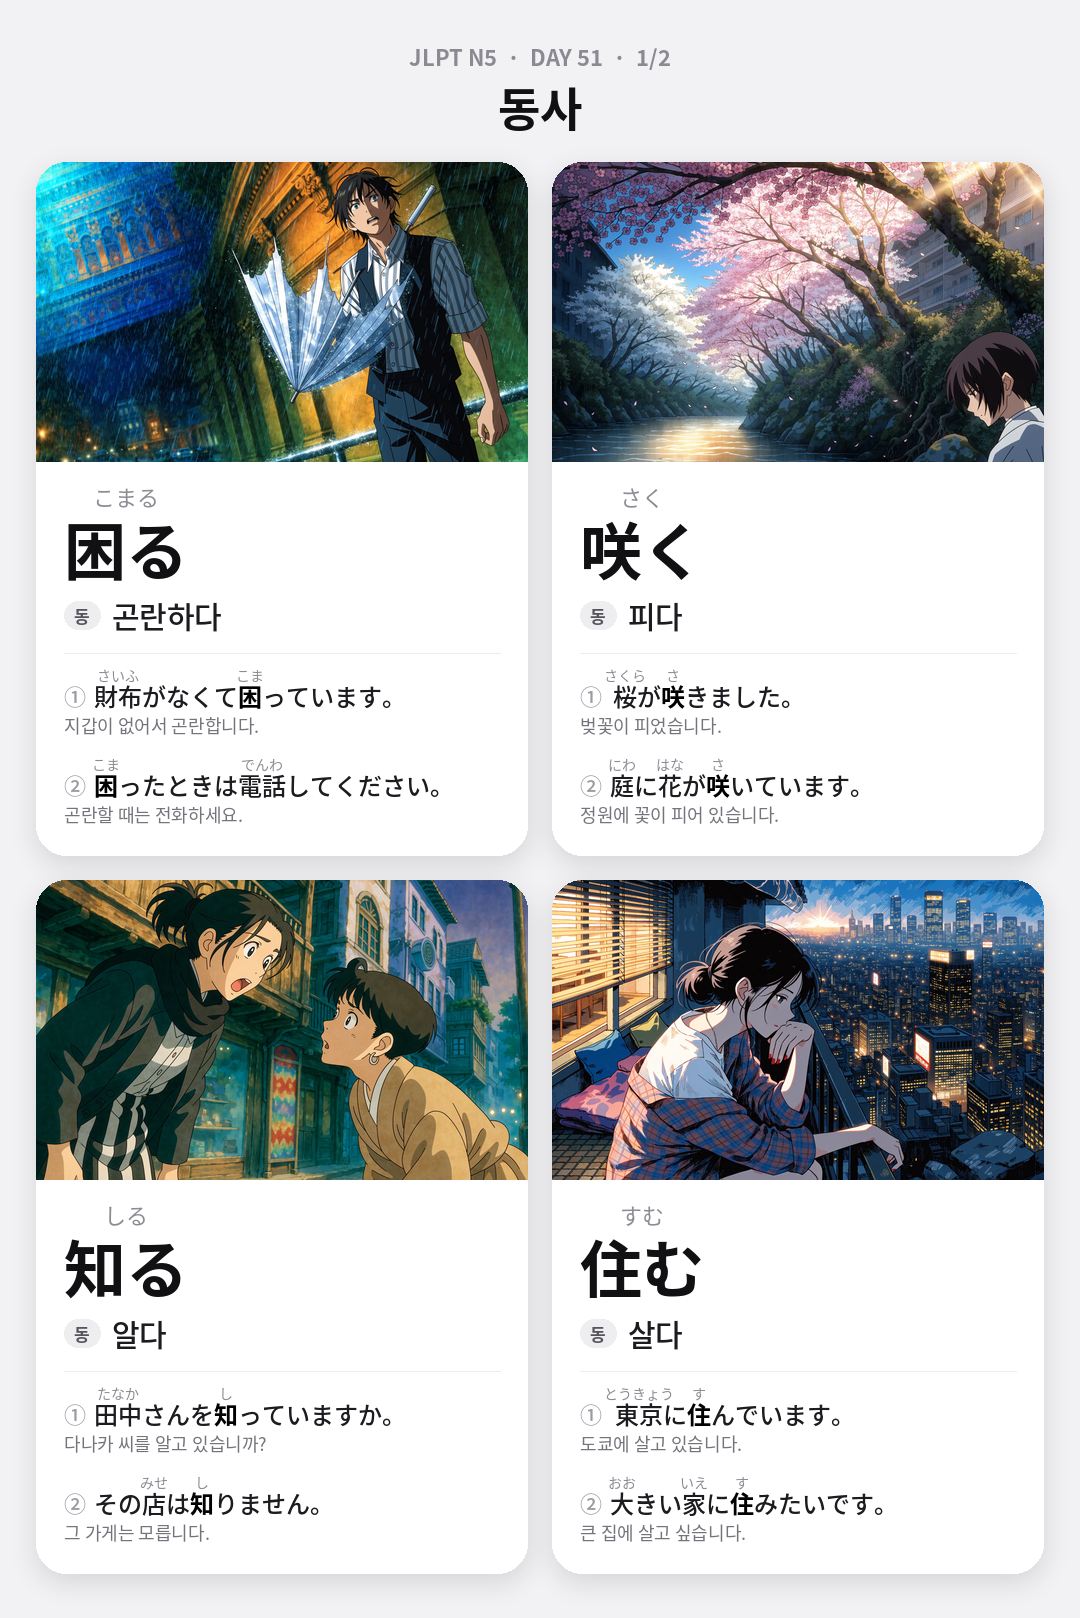 JLPT N5 · DAY 51 · 1/2
동사
こまる
困る
동 곤란하다
さいふ こま
① 財布がなくて困っています。
지갑이 없어서 곤란합니다.
こま でんわ
② 困ったときは電話してください。
곤란할 때는 전화하세요.
さく
咲く
동 피다
さくら さ
① 桜が咲きました。
벚꽃이 피었습니다.
にわ はな さ
② 庭に花が咲いています。
정원에 꽃이 피어 있습니다.
しる
知る
동 알다
たなか し
① 田中さんを知っていますか。
다나카 씨를 알고 있습니까?
みせ し
② その店は知りません。
그 가게는 모릅니다.
すむ
住む
동 살다
とうきょう す
① 東京に住んでいます。
도쿄에 살고 있습니다.
おお いえ す
② 大きい家に住みたいです。
큰 집에 살고 싶습니다.